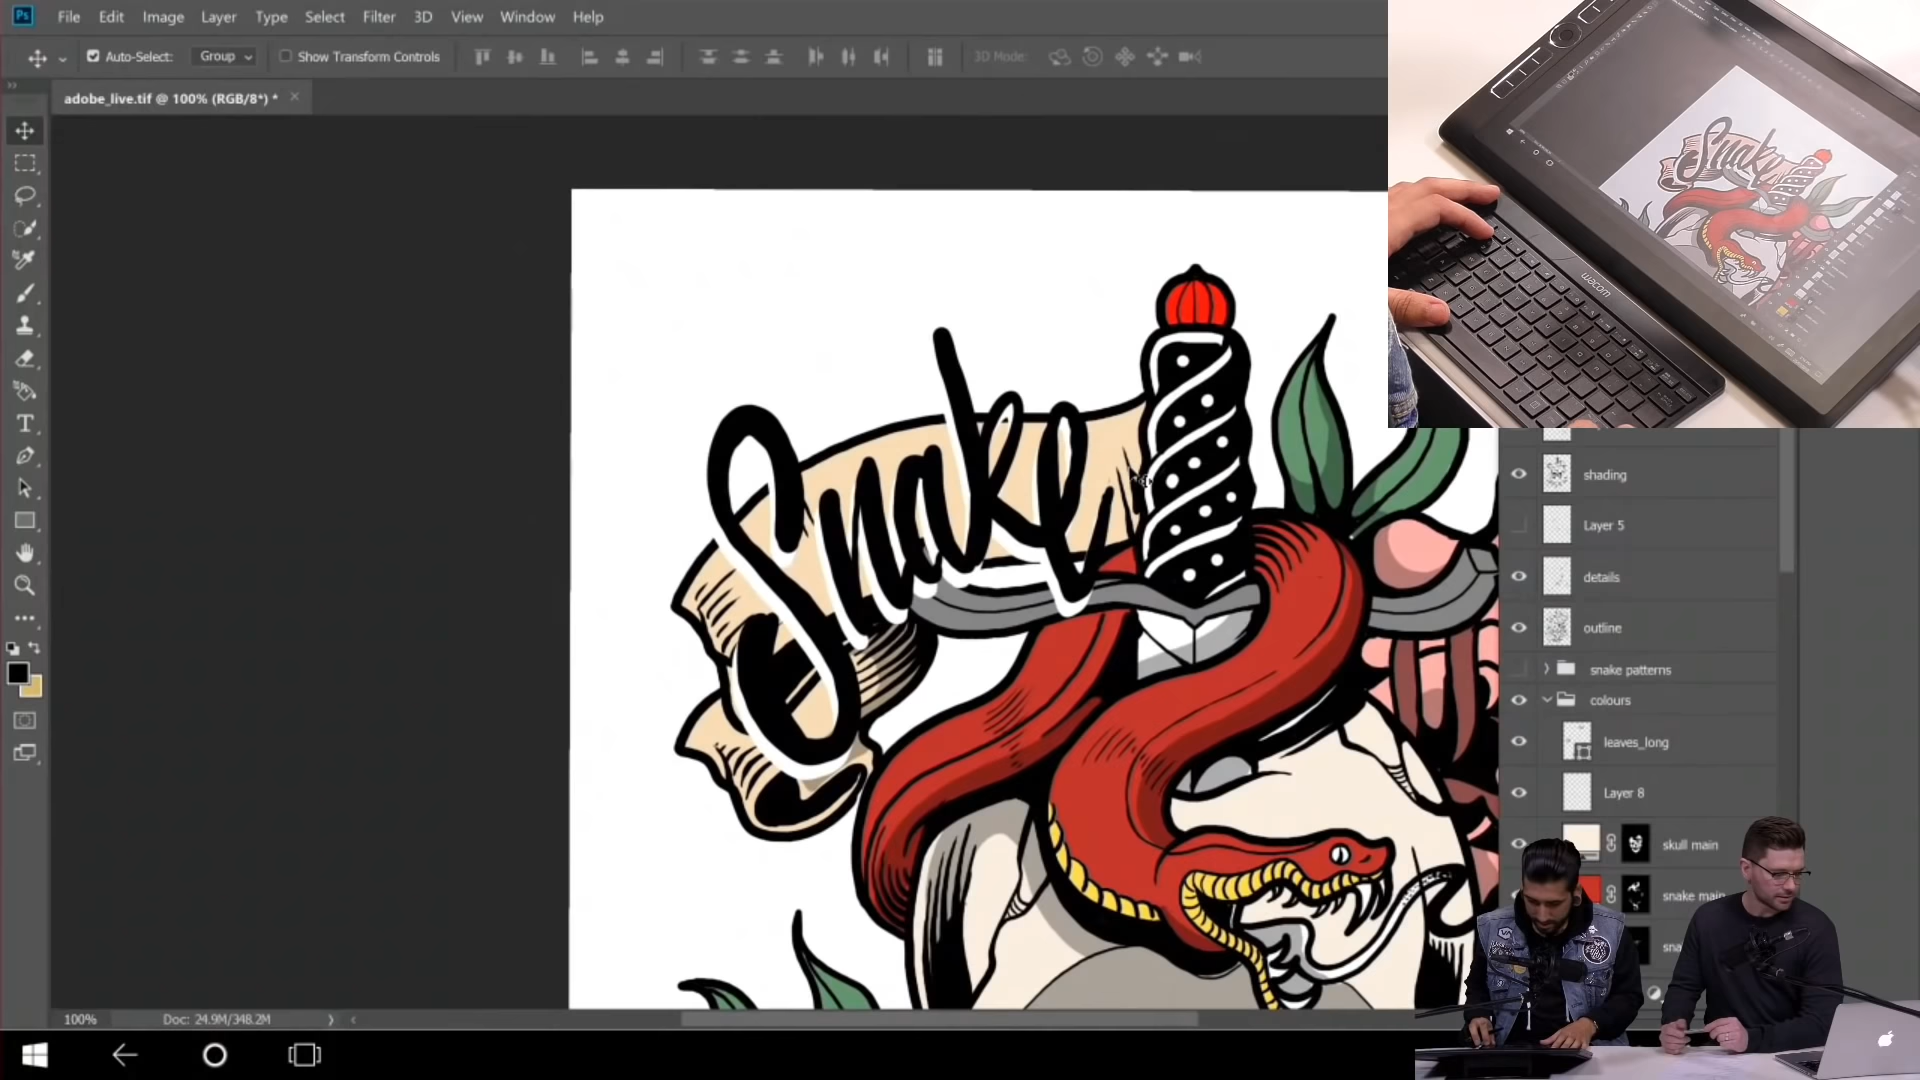 Ps File Edit Image Layer Type Select Filter 3D View Window Help
Auto-Select: Group Show Transform Controls 3D Mode:
adobe_live.tif @ 100% (RGB/8*) * ×
Snake
Snake
wacom
T
shading
Layer 5
details
outline
snake patterns
colours
leaves_long
Layer 8
skull main
snake main
100% Doc: 24.9M/348.2M